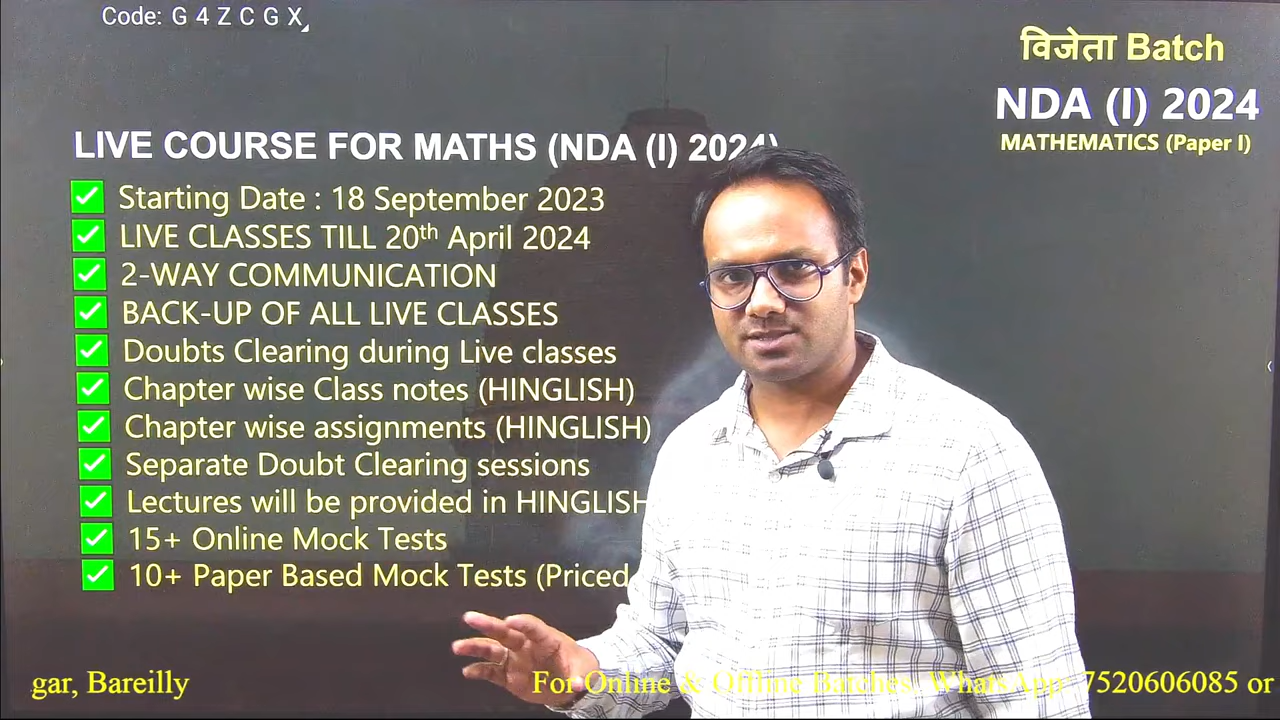 Code: G 4 Z C G X
विजेता Batch
NDA (I) 2024
MATHEMATICS (Paper I)
LIVE COURSE FOR MATHS (NDA (I) 2024)
Starting Date : 18 September 2023
LIVE CLASSES TILL 20th April 2024
2-WAY COMMUNICATION
BACK-UP OF ALL LIVE CLASSES
Doubts Clearing during Live classes
Chapter wise Class notes (HINGLISH)
Chapter wise assignments (HINGLISH)
Separate Doubt Clearing sessions
Lectures will be provided in HINGLISH
15+ Online Mock Tests
10+ Paper Based Mock Tests (Priced
gar, Bareilly
For Online & Offline Batches, WhatsApp: 7520606085 or